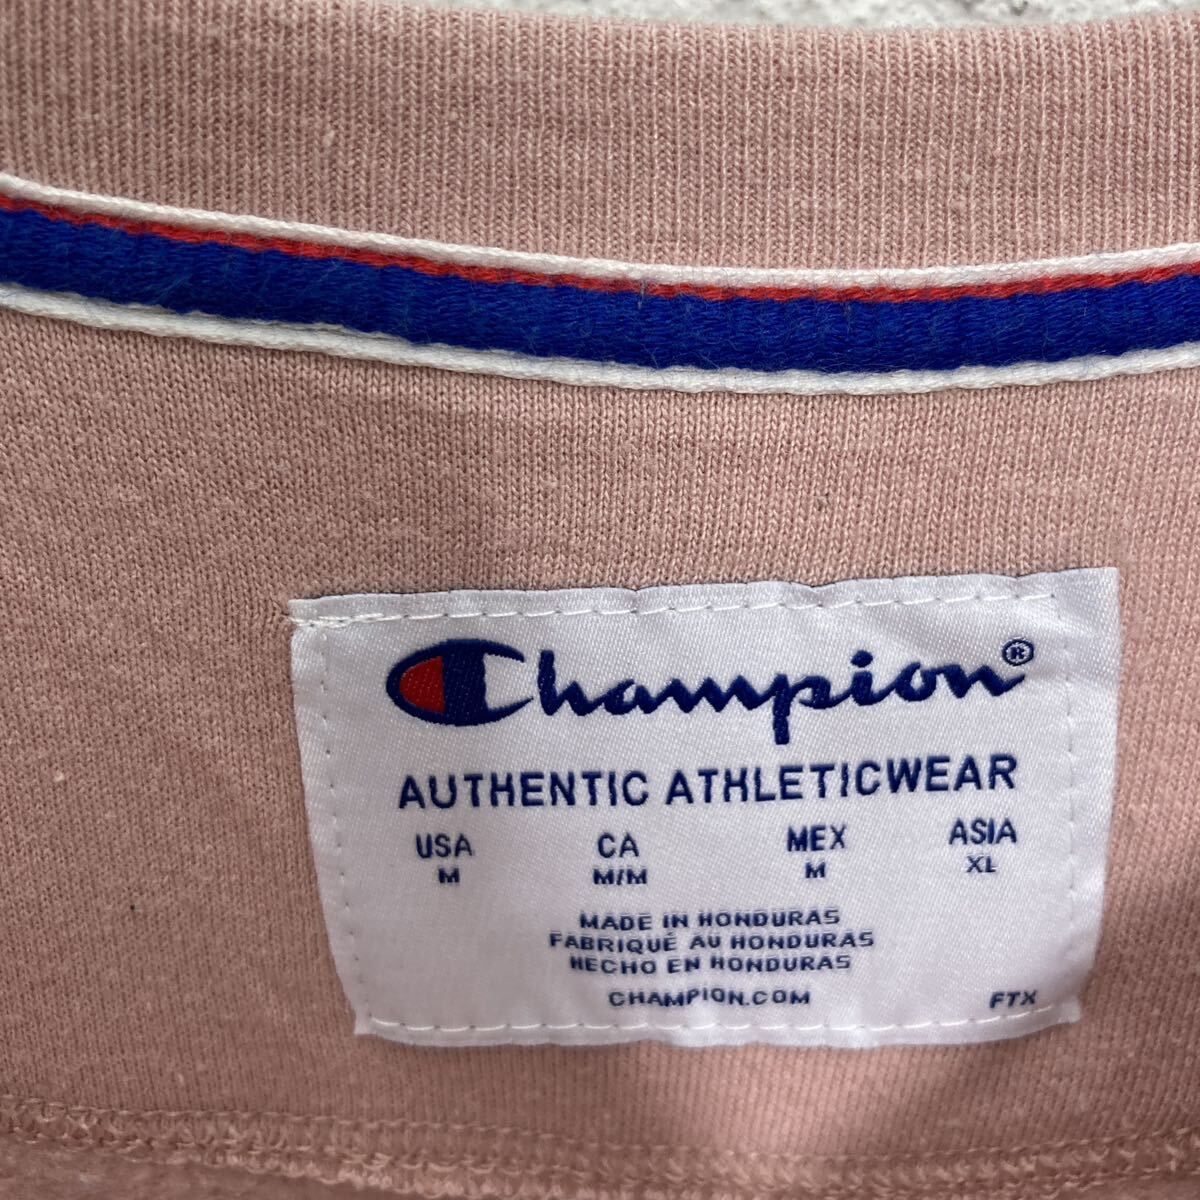 Champion®
AUTHENTIC ATHLETICWEAR
USA CA MEX ASIA
M M/M M XL
MADE IN HONDURAS
FABRIQUÉ AU HONDURAS
HECHO EN HONDURAS
CHAMPION.COM FTX